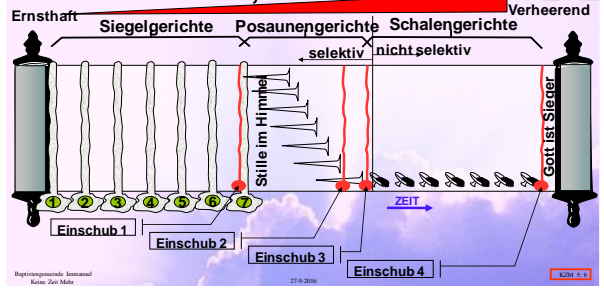 Ernsthaft
Verheerend
Siegelgerichte
Posaunengerichte
Schalengerichte
selektiv
nicht selektiv
Stille im Himmel
Gott ist Sieger
1 2 3 4 5 6 7
ZEIT
Einschub 1
Einschub 2
Einschub 3
Einschub 4
Baptistengemeinde Immanuel
Keine Zeit Mehr
27-9-2016
KZM 5: 8